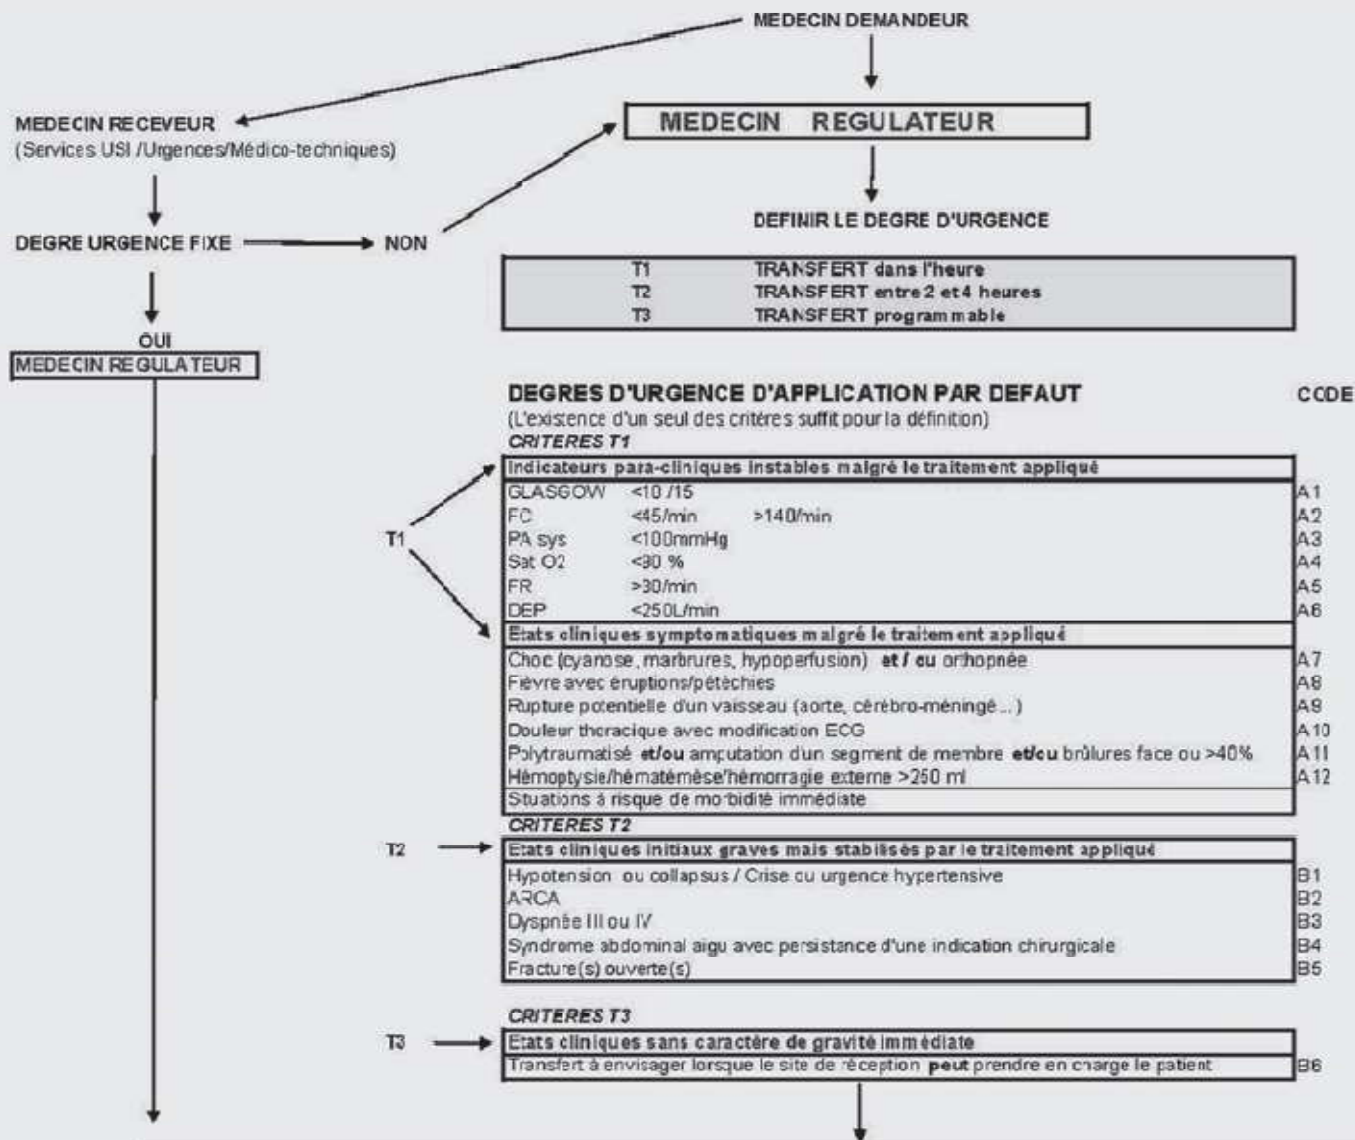 MEDECIN DEMANDEUR
MEDECIN RECEVEUR
(Services USI /Urgences/Médico-techniques)
MEDECIN REGULATEUR
DEFINIR LE DEGRE D'URGENCE
DEGRE URGENCE FIXE NON
T1 TRANSFERT dans l'heure
T2 TRANSFERT entre 2 et 4 heures
T3 TRANSFERT programmable
OUI
MEDECIN REGULATEUR
DEGRES D'URGENCE D'APPLICATION PAR DEFAUT CODE
(L'existence d'un seul des critères suffit pour la définition)
CRITERES T1
Indicateurs para-cliniques instables malgré le traitement appliqué
GLASGOW <10 /15 A1
FC <45/min >140/min A2
T1
PA sys <100mmHg A3
Sat O2 <90 % A4
FR >30/min A5
DEP <250L/min A6
Etats cliniques symptomatiques malgré le traitement appliqué
Choc (cyanose, marbrures, hypoperfusion) et / ou orthopnée A7
Fièvre avec éruptions/pétéchies A8
Rupture potentielle d'un vaisseau (aorte, cérébro-méningé ... ) A9
Douleur thoracique avec modification ECG A10
Polytraumatisé et/ou amputation d'un segment de membre et/ou brûlures face ou >40% A11
Hémoptysie/hématémèse/hémorragie externe >250 ml A12
Situations à risque de morbidité immédiate
CRITERES T2
T2
Etats cliniques initiaux graves mais stabilisés par le traitement appliqué
Hypotension ou collapsus / Crise ou urgence hypertensive B1
ARCA B2
Dyspnée III ou IV B3
Syndrome abdominal aigu avec persistance d'une indication chirurgicale B4
Fracture(s) ouverte(s) B5
CRITERES T3
T3
Etats cliniques sans caractère de gravité immédiate
Transfert à envisager lorsque le site de réception peut prendre en charge le patient B6